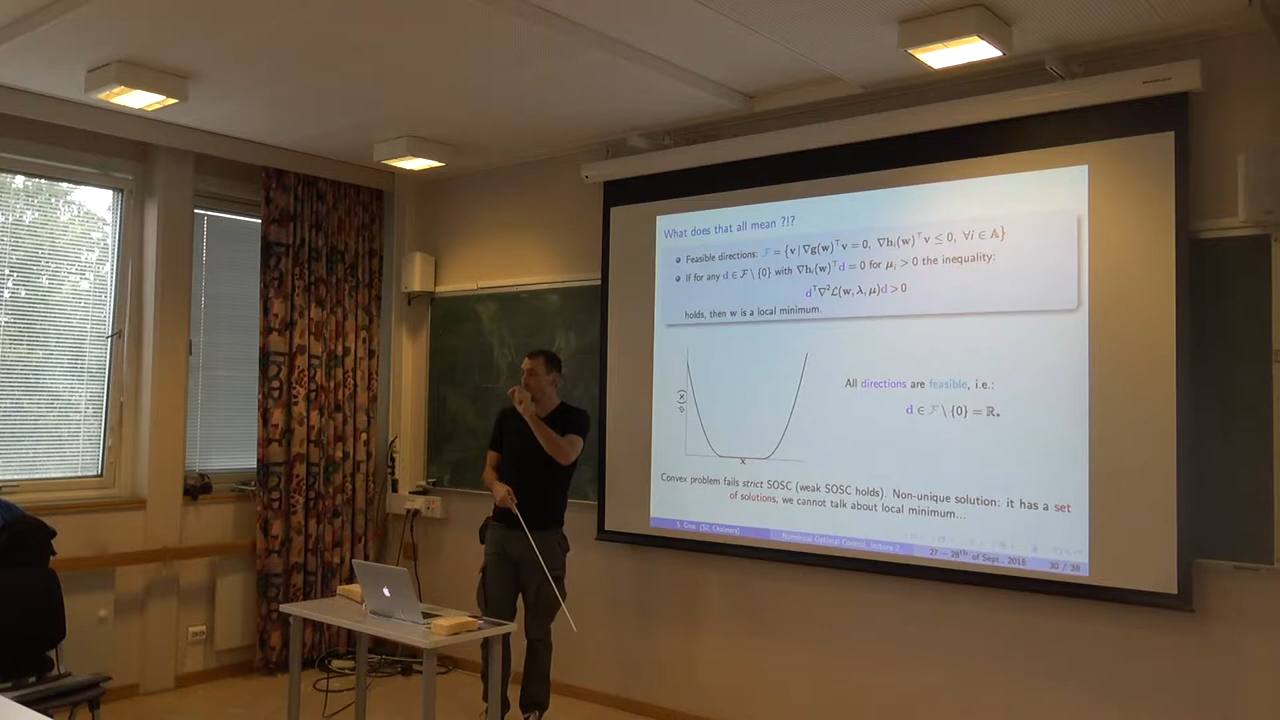 What does that all mean ?!?
Feasible directions: ℱ = {v | ∇g(w)ᵀv = 0, ∇hᵢ(w)ᵀv ≤ 0, ∀i ∈ 𝔸}
If for any d ∈ ℱ \ {0} with ∇hᵢ(w)ᵀd = 0 for μᵢ > 0 the inequality:
dᵀ∇²ℒ(w, λ, μ)d > 0
holds, then w is a local minimum.
All directions are feasible, i.e.:
d ∈ ℱ \ {0} = ℝ*
x
Convex problem fails strict SOSC (weak SOSC holds). Non-unique solution: it has a set
of solutions, we cannot talk about local minimum...
(S2, Chalmers)
Numerical Optimal Control, lecture 2
27 – 28th of Sept., 2018
30 / 38